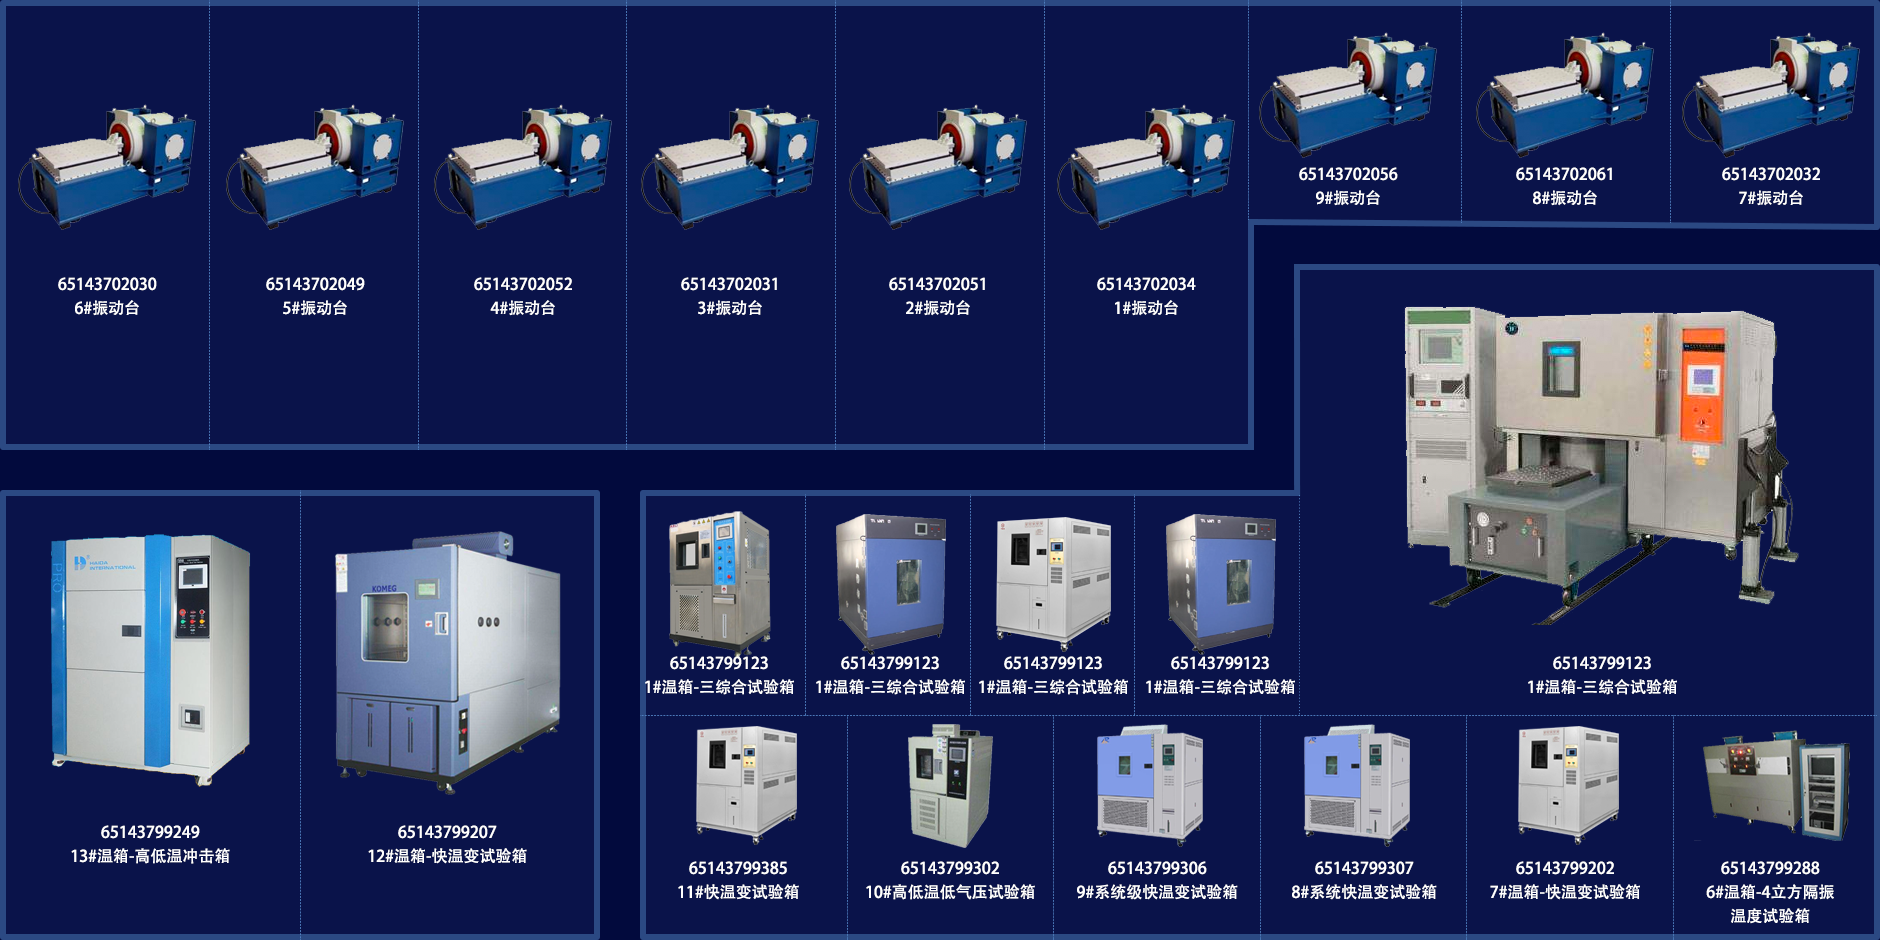 65143702056
9#振动台
65143702061
8#振动台
65143702032
7#振动台
65143702030
6#振动台
65143702049
5#振动台
65143702052
4#振动台
65143702031
3#振动台
65143702051
2#振动台
65143702034
1#振动台
HAIDA
INTERNATIONAL
KOMEG
65143799249
13#温箱-高低温冲击箱
65143799207
12#温箱-快温变试验箱
65143799123
1#温箱-三综合试验箱
65143799123
1#温箱-三综合试验箱
65143799123
1#温箱-三综合试验箱
65143799123
1#温箱-三综合试验箱
65143799123
1#温箱-三综合试验箱
65143799385
11#快温变试验箱
65143799302
10#高低温低气压试验箱
65143799306
9#系统级快温变试验箱
65143799307
8#系统快温变试验箱
65143799202
7#温箱-快温变试验箱
65143799288
6#温箱-4立方隔振
温度试验箱